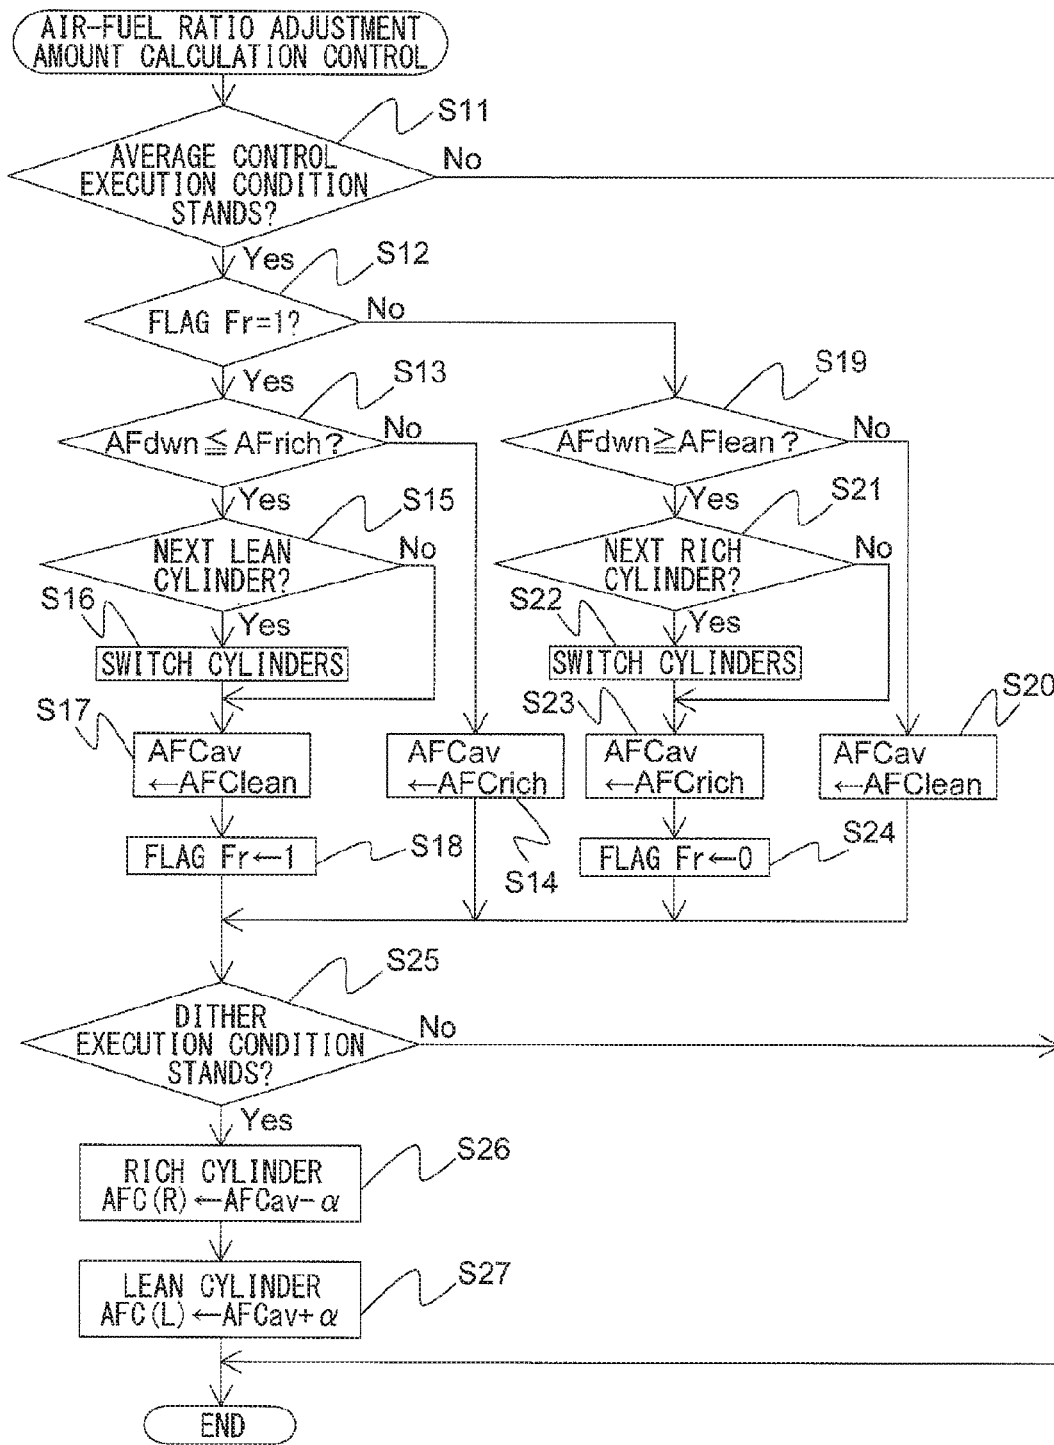 AIR-FUEL RATIO ADJUSTMENT
AMOUNT CALCULATION CONTROL
S11
AVERAGE CONTROL
EXECUTION CONDITION
STANDS?
No
Yes
S12
FLAG Fr=1?
No
Yes
S13
AFdwn≦AFrich?
No
Yes
S19
AFdwn≧AFlean?
No
Yes
S15
NEXT LEAN
CYLINDER?
No
Yes
S21
NEXT RICH
CYLINDER?
No
Yes
S16
SWITCH CYLINDERS
S22
SWITCH CYLINDERS
S17
AFCav
←AFClean
AFCav
←AFCrich
S14
S23
AFCav
←AFCrich
S20
AFCav
←AFClean
FLAG Fr←1
S18
FLAG Fr←0
S24
S25
DITHER
EXECUTION CONDITION
STANDS?
No
Yes
S26
RICH CYLINDER
AFC(R)←AFCav-α
S27
LEAN CYLINDER
AFC(L)←AFCav+α
END